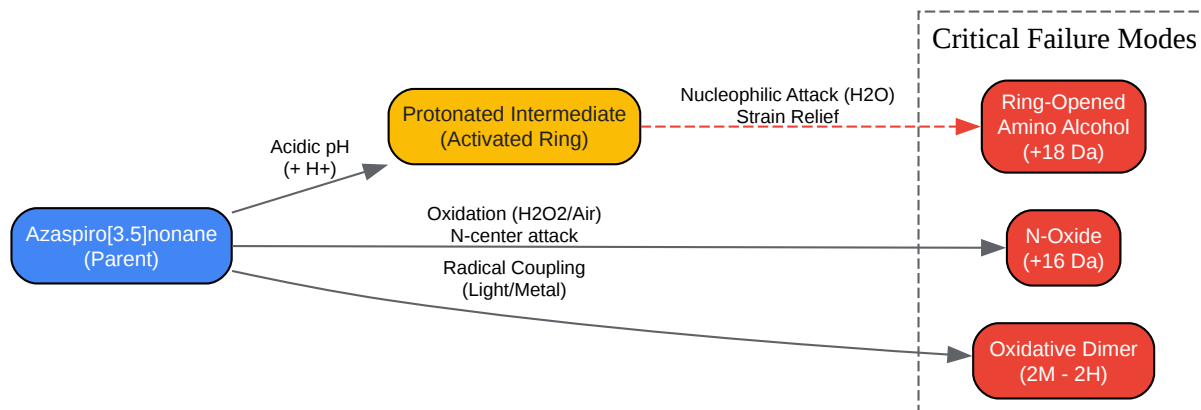 Critical Failure Modes
Nucleophilic Attack (H2O)
Strain Relief
Ring-Opened
Amino Alcohol
(+18 Da)
Protonated Intermediate
(Activated Ring)
Acidic pH
(+ H+)
Azaspiro[3.5]nonane
(Parent)
Oxidation (H2O2/Air)
N-center attack
N-Oxide
(+16 Da)
Radical Coupling
(Light/Metal)
Oxidative Dimer
(2M - 2H)